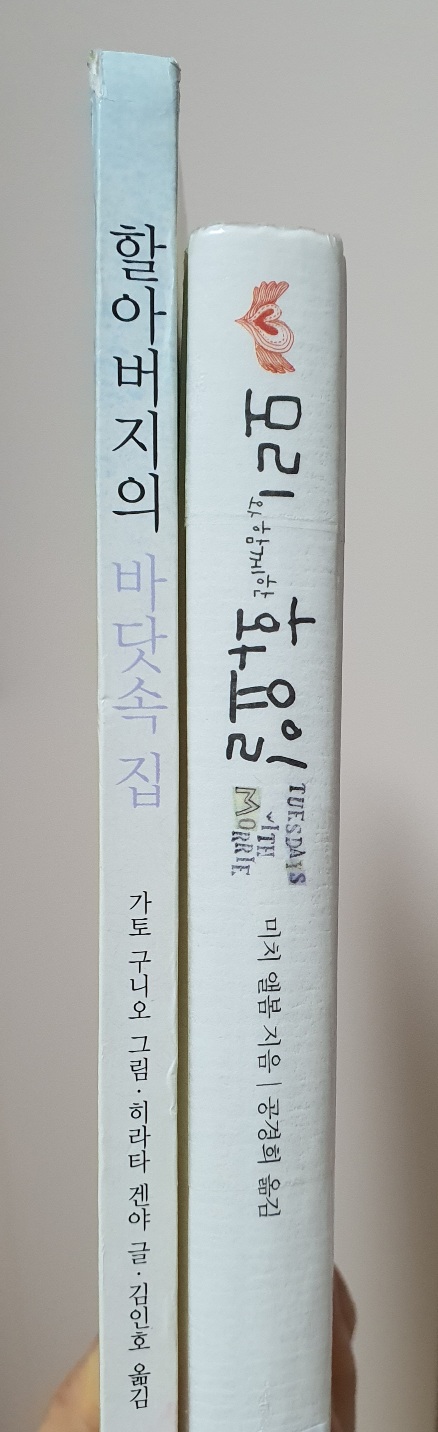 할아버지의 바닷속 집
가토 구니오 그림·히라타 겐야 글·김인호 옮김
모리와 함께한 화요일
TUESDAYS
WITH
MORRIE
미치 앨봄 지음 | 공경희 옮김